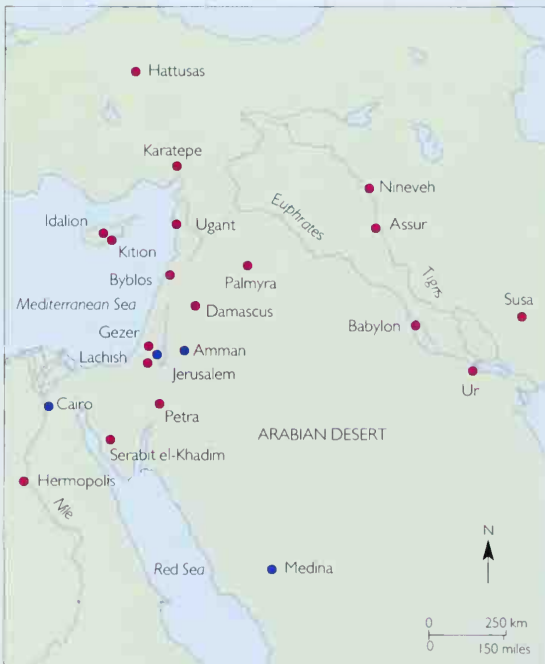 Hattusas
Karatepe
Nineveh
Euphrates
Idalion
Ugarit
Assur
Kition
Byblos
Palmyra
Tigris
Mediterranean Sea
Damascus
Susa
Babylon
Gezer
Amman
Lachish
Jerusalem
Ur
Cairo
Petra
ARABIAN DESERT
Serabit el-Khadim
Hermopolis
Nile
N
Red Sea
Medina
0 250 km
0 150 miles